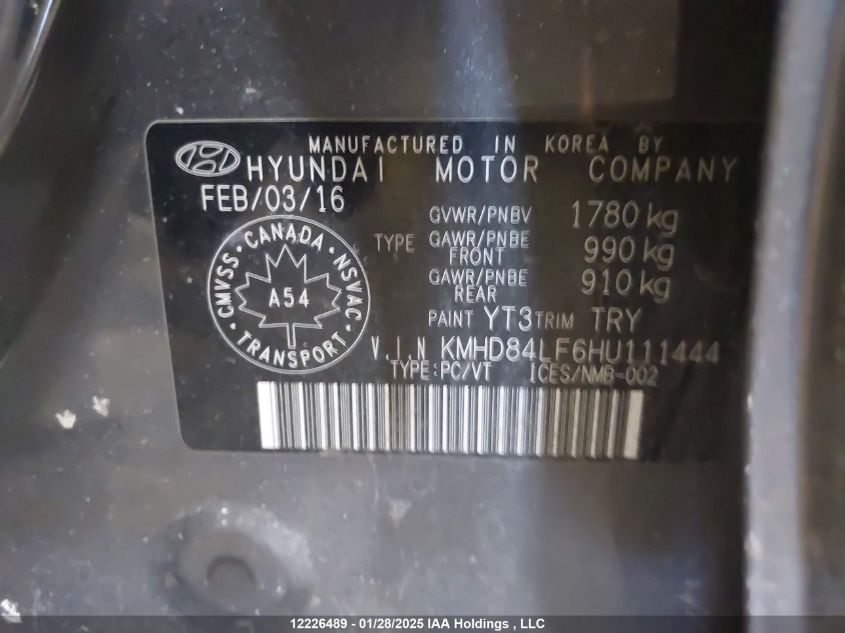 MANUFACTURED IN KOREA BY
HYUNDAI MOTOR COMPANY
FEB/03/16
GVWR/PNBV 1780 kg
TYPE GAWR/PNBE FRONT 990 kg
GAWR/PNBE REAR 910 kg
CANADA
CMVSS NSVAC
A54
TRANSPORT
PAINT YT3 TRIM TRY
V.I.N KMHD84LF6HU111444
TYPE:PC/VT ICES/NMB-002
12226489 - 01/28/2025 IAA Holdings , LLC